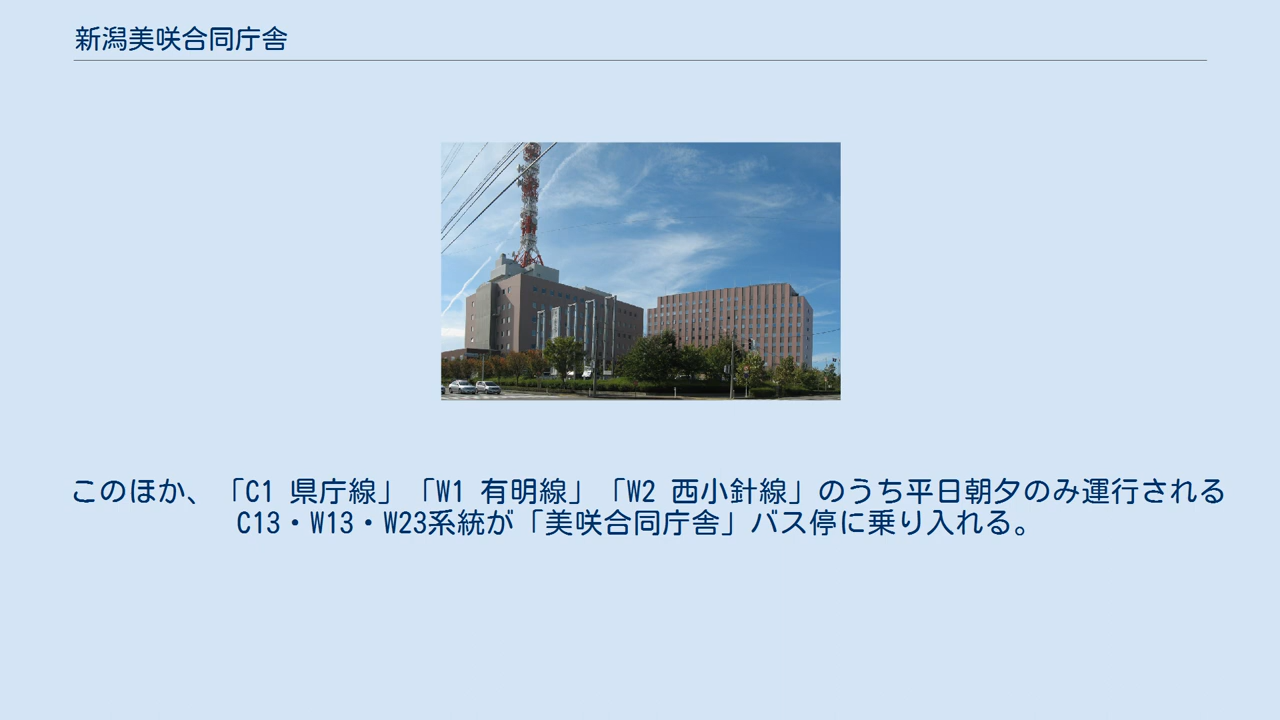 新潟美咲合同庁舎
このほか、「C1 県庁線」「W1 有明線」「W2 西小針線」のうち平日朝夕のみ運行される
C13・W13・W23系統が「美咲合同庁舎」バス停に乗り入れる。